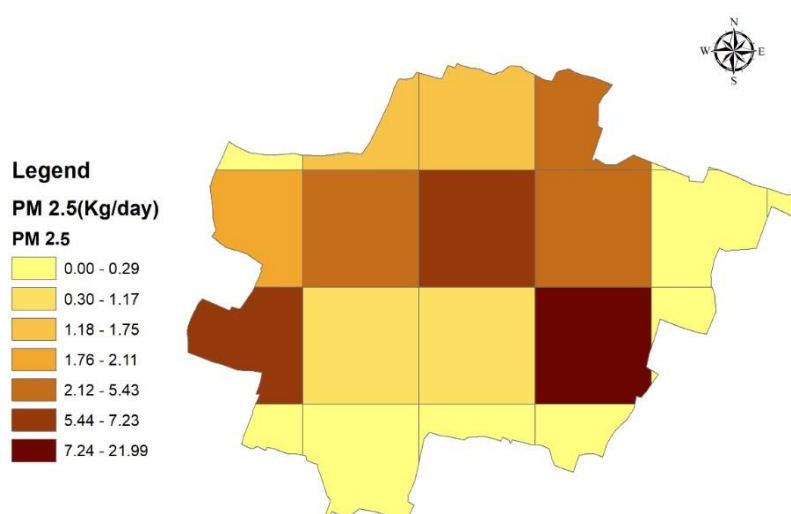 N
W E
S
Legend
PM 2.5(Kg/day)
PM 2.5
0.00 - 0.29
0.30 - 1.17
1.18 - 1.75
1.76 - 2.11
2.12 - 5.43
5.44 - 7.23
7.24 - 21.99